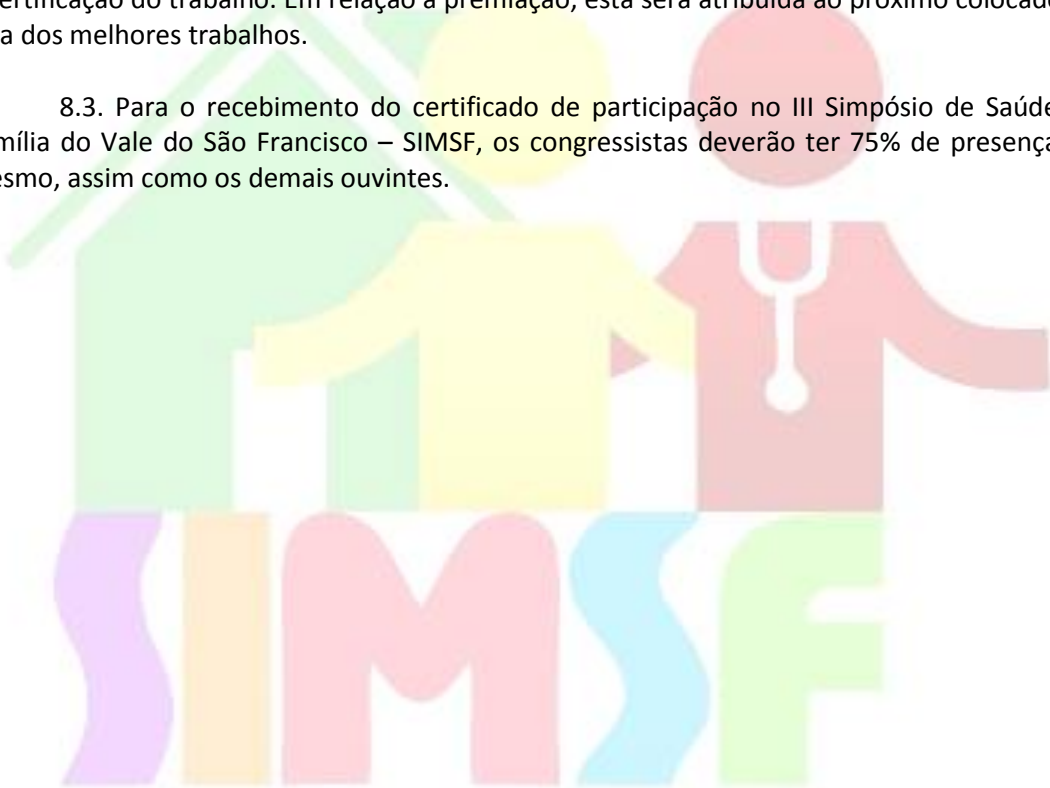 ertificação do trabalho. Em relação à premiação, esta será atribuída ao próximo colocado
a dos melhores trabalhos.
8.3. Para o recebimento do certificado de participação no III Simpósio de Saúde
mília do Vale do São Francisco – SIMSF, os congressistas deverão ter 75% de presença
esmo, assim como os demais ouvintes.
SIMSF